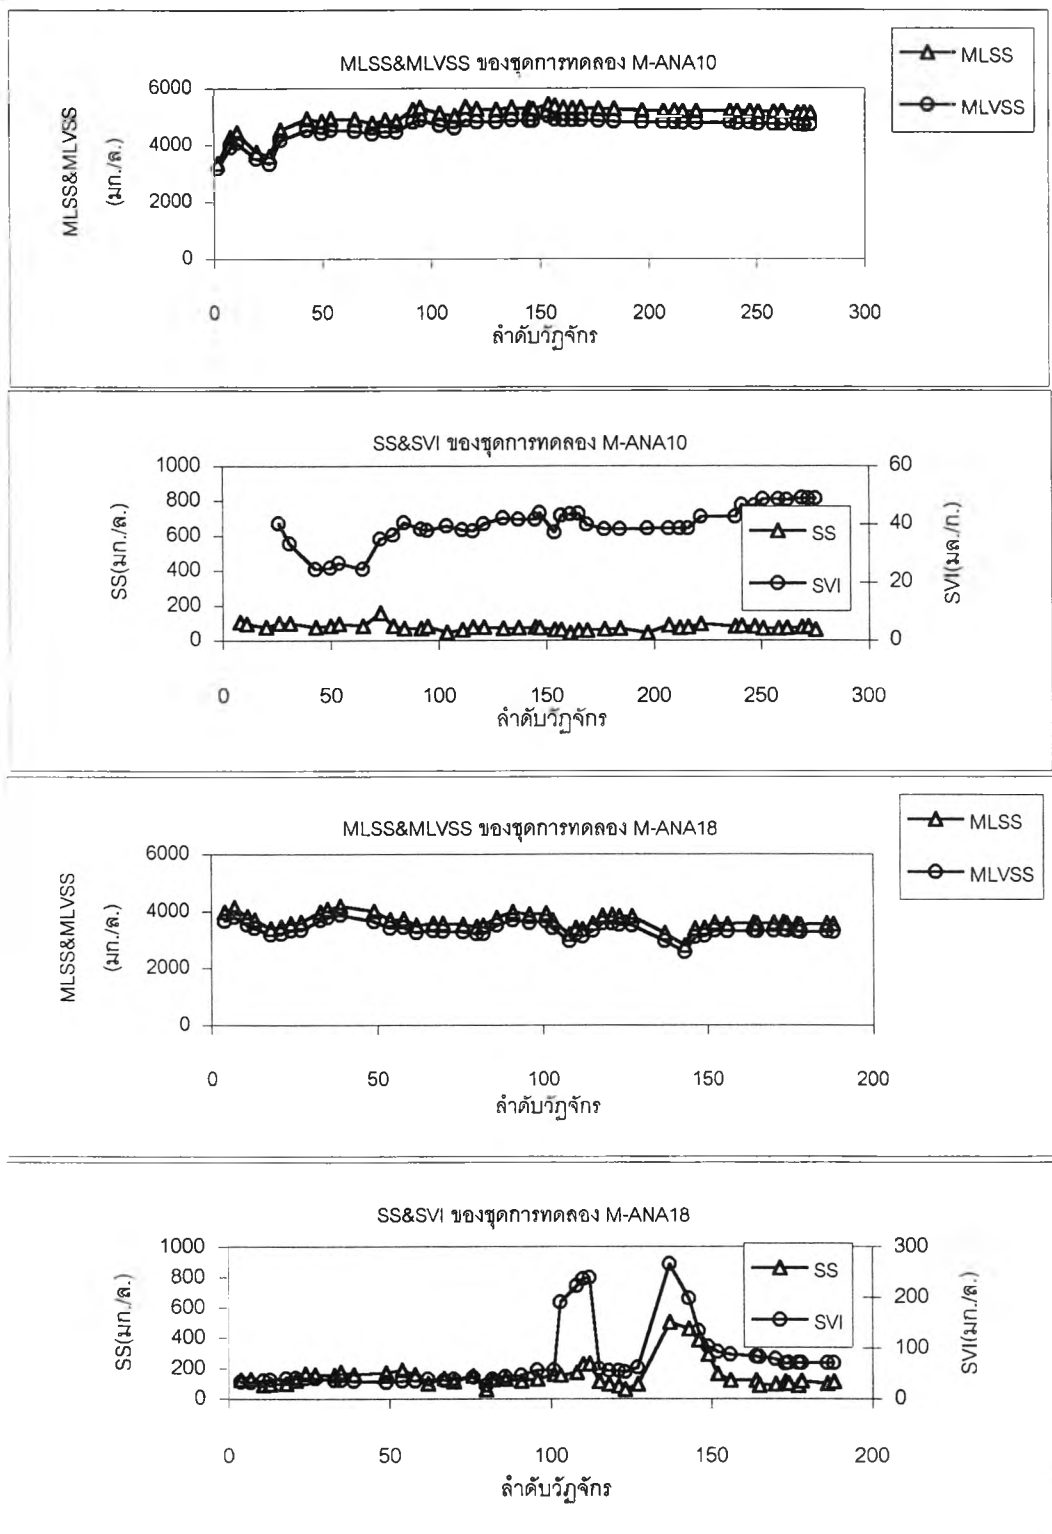 MLSS&MLVSS ของชุดการทดลอง M-ANA10
MLSS
MLVSS
MLSS&MLVSS
(มก./ล.)
6000
4000
2000
0
0 50 100 150 200 250 300
ลำดับวัฏจักร
SS&SVI ของชุดการทดลอง M-ANA10
SS(มก./ล.)
1000
800
600
400
200
0
60
40
20
0
SVI(มล./ก.)
SS
SVI
0 50 100 150 200 250 300
ลำดับวัฏจักร
MLSS&MLVSS ของชุดการทดลอง M-ANA18
MLSS
MLVSS
MLSS&MLVSS
(มก./ล.)
6000
4000
2000
0
0 50 100 150 200
ลำดับวัฏจักร
SS&SVI ของชุดการทดลอง M-ANA18
SS(มก./ล.)
1000
800
600
400
200
0
300
200
100
0
SVI(มก./ล.)
SS
SVI
0 50 100 150 200
ลำดับวัฏจักร